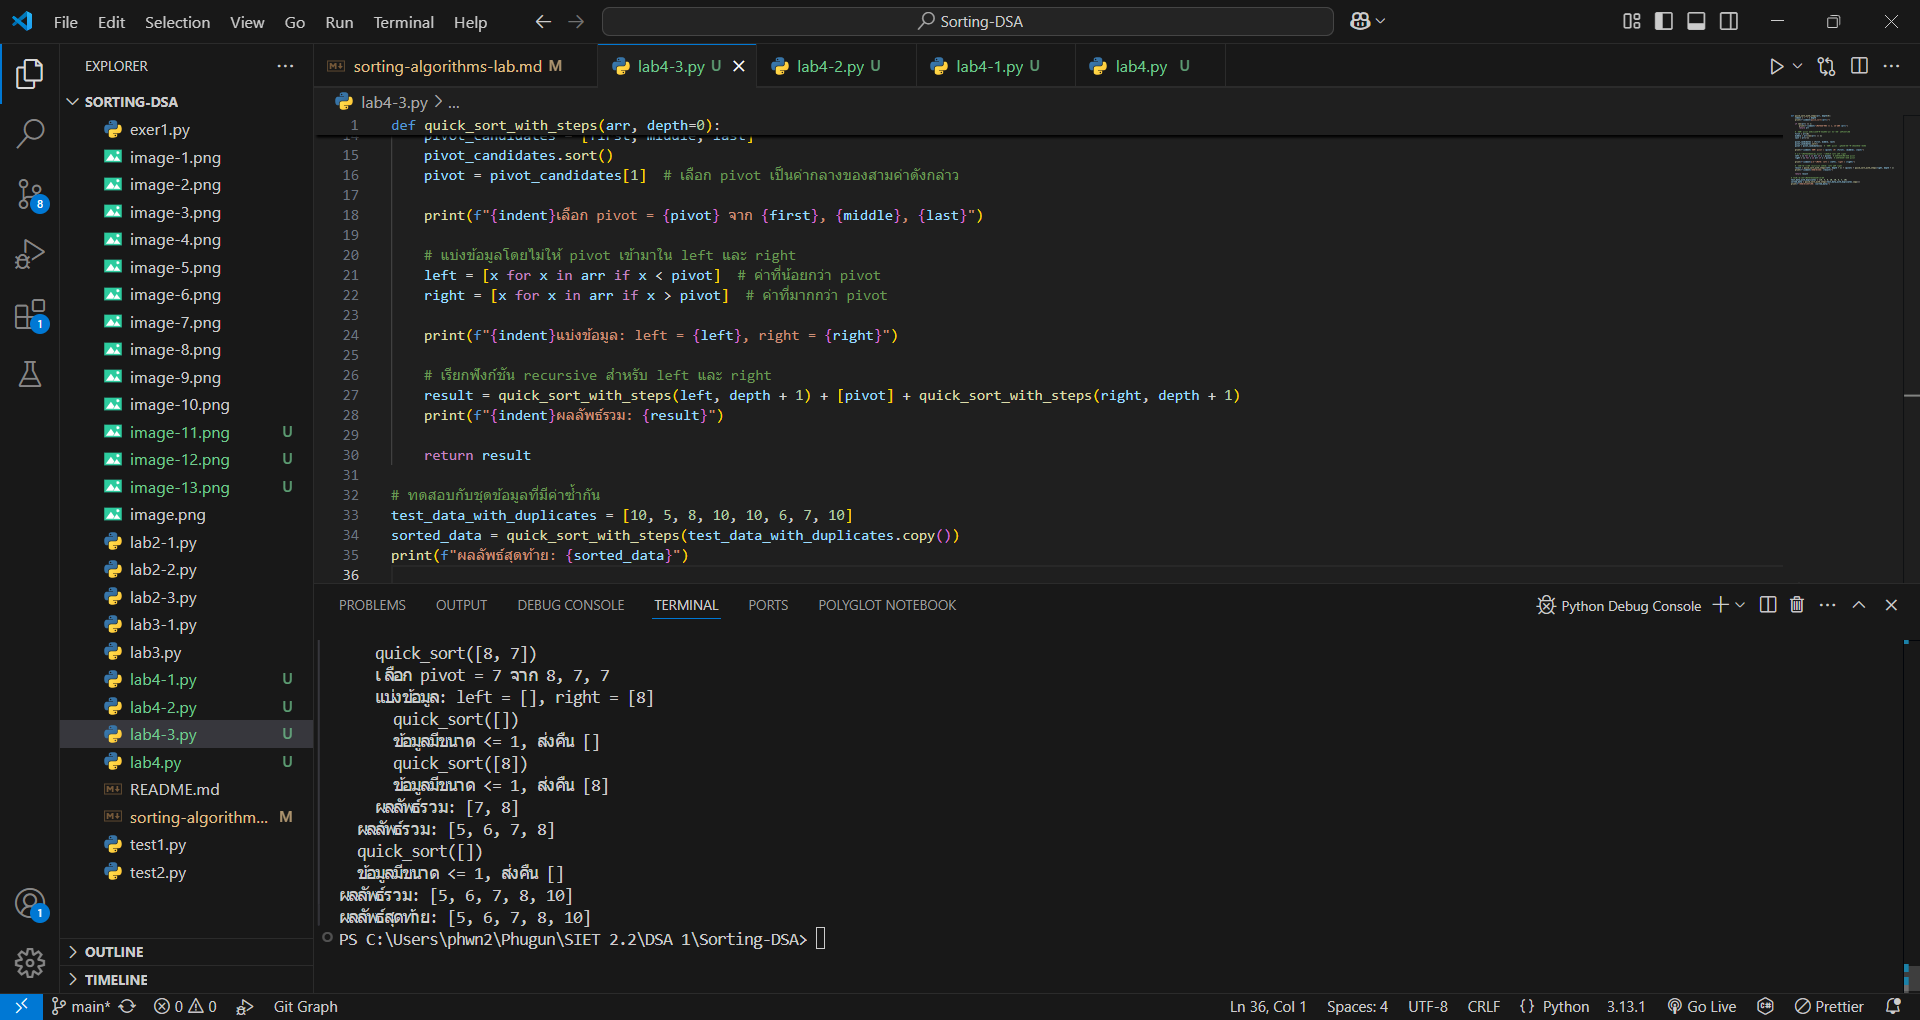 File Edit Selection View Go Run Terminal Help
Sorting-DSA
EXPLORER
SORTING-DSA
exer1.py
image-1.png
image-2.png
image-3.png
image-4.png
image-5.png
image-6.png
image-7.png
image-8.png
image-9.png
image-10.png
image-11.png U
image-12.png U
image-13.png U
image.png
lab2-1.py
lab2-2.py
lab2-3.py
lab3-1.py
lab3.py
lab4-1.py U
lab4-2.py U
lab4-3.py U
lab4.py U
README.md
sorting-algorithm... M
test1.py
test2.py
OUTLINE
TIMELINE
8
1
1
sorting-algorithms-lab.md M
lab4-3.py U
lab4-2.py U
lab4-1.py U
lab4.py U
lab4-3.py > ...
1 def quick_sort_with_steps(arr, depth=0):
14 pivot_candidates = [first, middle, last]
15 pivot_candidates.sort()
16 pivot = pivot_candidates[1]  # เลือก pivot เป็นค่ากลางของสามค่าดังกล่าว
17
18 print(f"{indent}เลือก pivot = {pivot} จาก {first}, {middle}, {last}")
19
20 # แบ่งข้อมูลโดยไม่ให้ pivot เข้ามาใน left และ right
21 left = [x for x in arr if x < pivot]  # ค่าที่น้อยกว่า pivot
22 right = [x for x in arr if x > pivot]  # ค่าที่มากกว่า pivot
23
24 print(f"{indent}แบ่งข้อมูล: left = {left}, right = {right}")
25
26 # เรียกฟังก์ชัน recursive สำหรับ left และ right
27 result = quick_sort_with_steps(left, depth + 1) + [pivot] + quick_sort_with_steps(right, depth + 1)
28 print(f"{indent}ผลลัพธ์รวม: {result}")
29
30 return result
31
32 # ทดสอบกับชุดข้อมูลที่มีค่าซ้ำกัน
33 test_data_with_duplicates = [10, 5, 8, 10, 10, 6, 7, 10]
34 sorted_data = quick_sort_with_steps(test_data_with_duplicates.copy())
35 print(f"ผลลัพธ์สุดท้าย: {sorted_data}")
36
PROBLEMS OUTPUT DEBUG CONSOLE TERMINAL PORTS POLYGLOT NOTEBOOK
Python Debug Console
quick_sort([8, 7])
เลือก pivot = 7 จาก 8, 7, 7
แบ่งข้อมูล: left = [], right = [8]
quick_sort([])
ข้อมูลมีขนาด <= 1, ส่งคืน []
quick_sort([8])
ข้อมูลมีขนาด <= 1, ส่งคืน [8]
ผลลัพธ์รวม: [7, 8]
ผลลัพธ์รวม: [5, 6, 7, 8]
quick_sort([])
ข้อมูลมีขนาด <= 1, ส่งคืน []
ผลลัพธ์รวม: [5, 6, 7, 8, 10]
ผลลัพธ์สุดท้าย: [5, 6, 7, 8, 10]
PS C:\Users\phwn2\Phugun\SIET 2.2\DSA 1\Sorting-DSA>
main* 0 0 Git Graph
Ln 36, Col 1 Spaces: 4 UTF-8 CRLF {} Python 3.13.1 Go Live Prettier